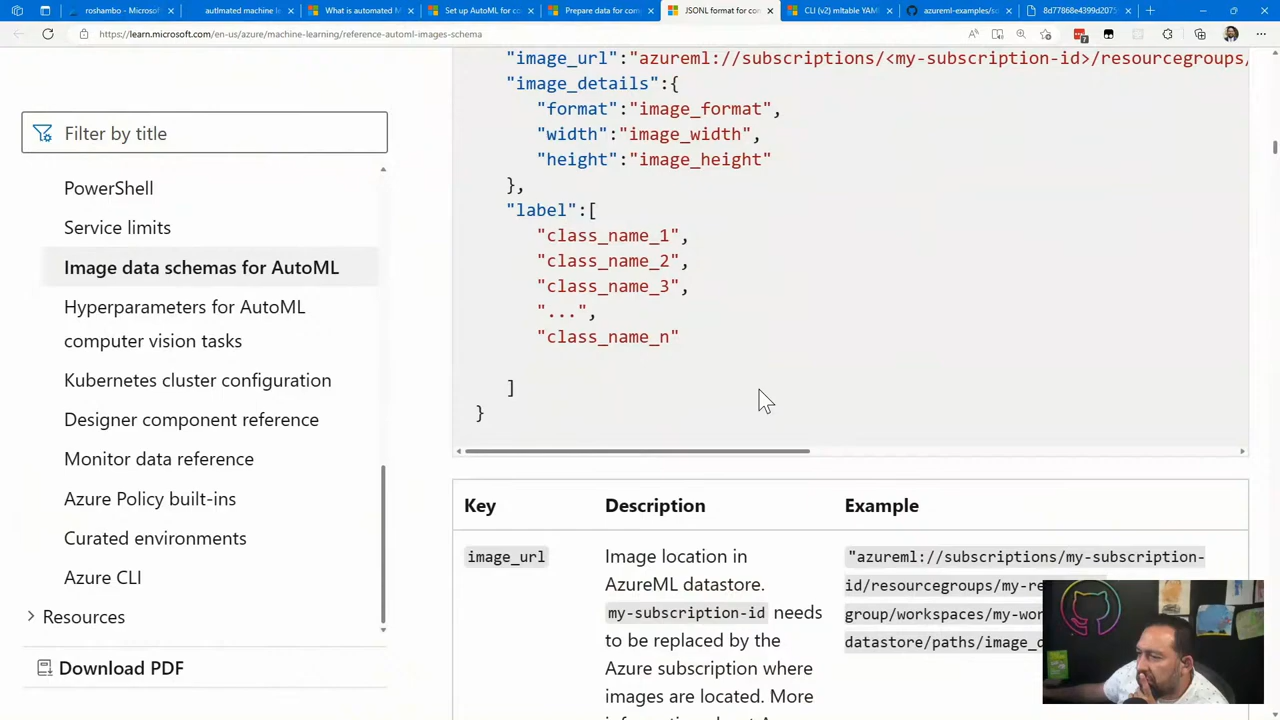 roshambo - Microsoft
autImated machine le
What is automated M
Set up AutoML for co
Prepare data for com
JSONL format for con
CLI (v2) mltable YAM
azureml-examples/sc
8d77868e4399d2075
https://learn.microsoft.com/en-us/azure/machine-learning/reference-automl-images-schema
Filter by title
PowerShell
Service limits
Image data schemas for AutoML
Hyperparameters for AutoML
computer vision tasks
Kubernetes cluster configuration
Designer component reference
Monitor data reference
Azure Policy built-ins
Curated environments
Azure CLI
Resources
Download PDF
"image_url":"azureml://subscriptions/<my-subscription-id>/resourcegroups/
"image_details":{
"format":"image_format",
"width":"image_width",
"height":"image_height"
},
"label":[
"class_name_1",
"class_name_2",
"class_name_3",
"...",
"class_name_n"
]
}
Key Description Example
image_url
Image location in
AzureML datastore.
my-subscription-id needs
to be replaced by the
Azure subscription where
images are located. More
"azureml://subscriptions/my-subscription-
id/resourcegroups/my-re
group/workspaces/my-wor
datastore/paths/image_d